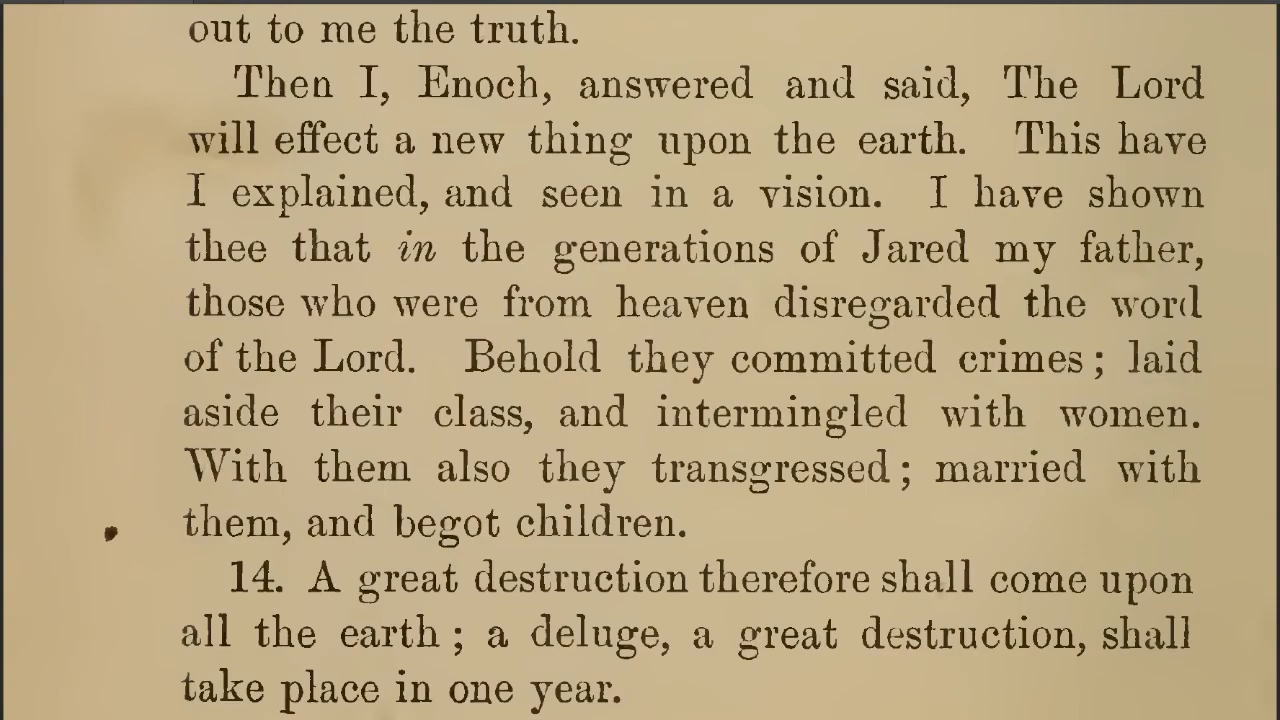 out to me the truth.
Then I, Enoch, answered and said, The Lord
will effect a new thing upon the earth. This have
I explained, and seen in a vision. I have shown
thee that in the generations of Jared my father,
those who were from heaven disregarded the word
of the Lord. Behold they committed crimes; laid
aside their class, and intermingled with women.
With them also they transgressed; married with
them, and begot children.
14. A great destruction therefore shall come upon
all the earth; a deluge, a great destruction, shall
take place in one year.